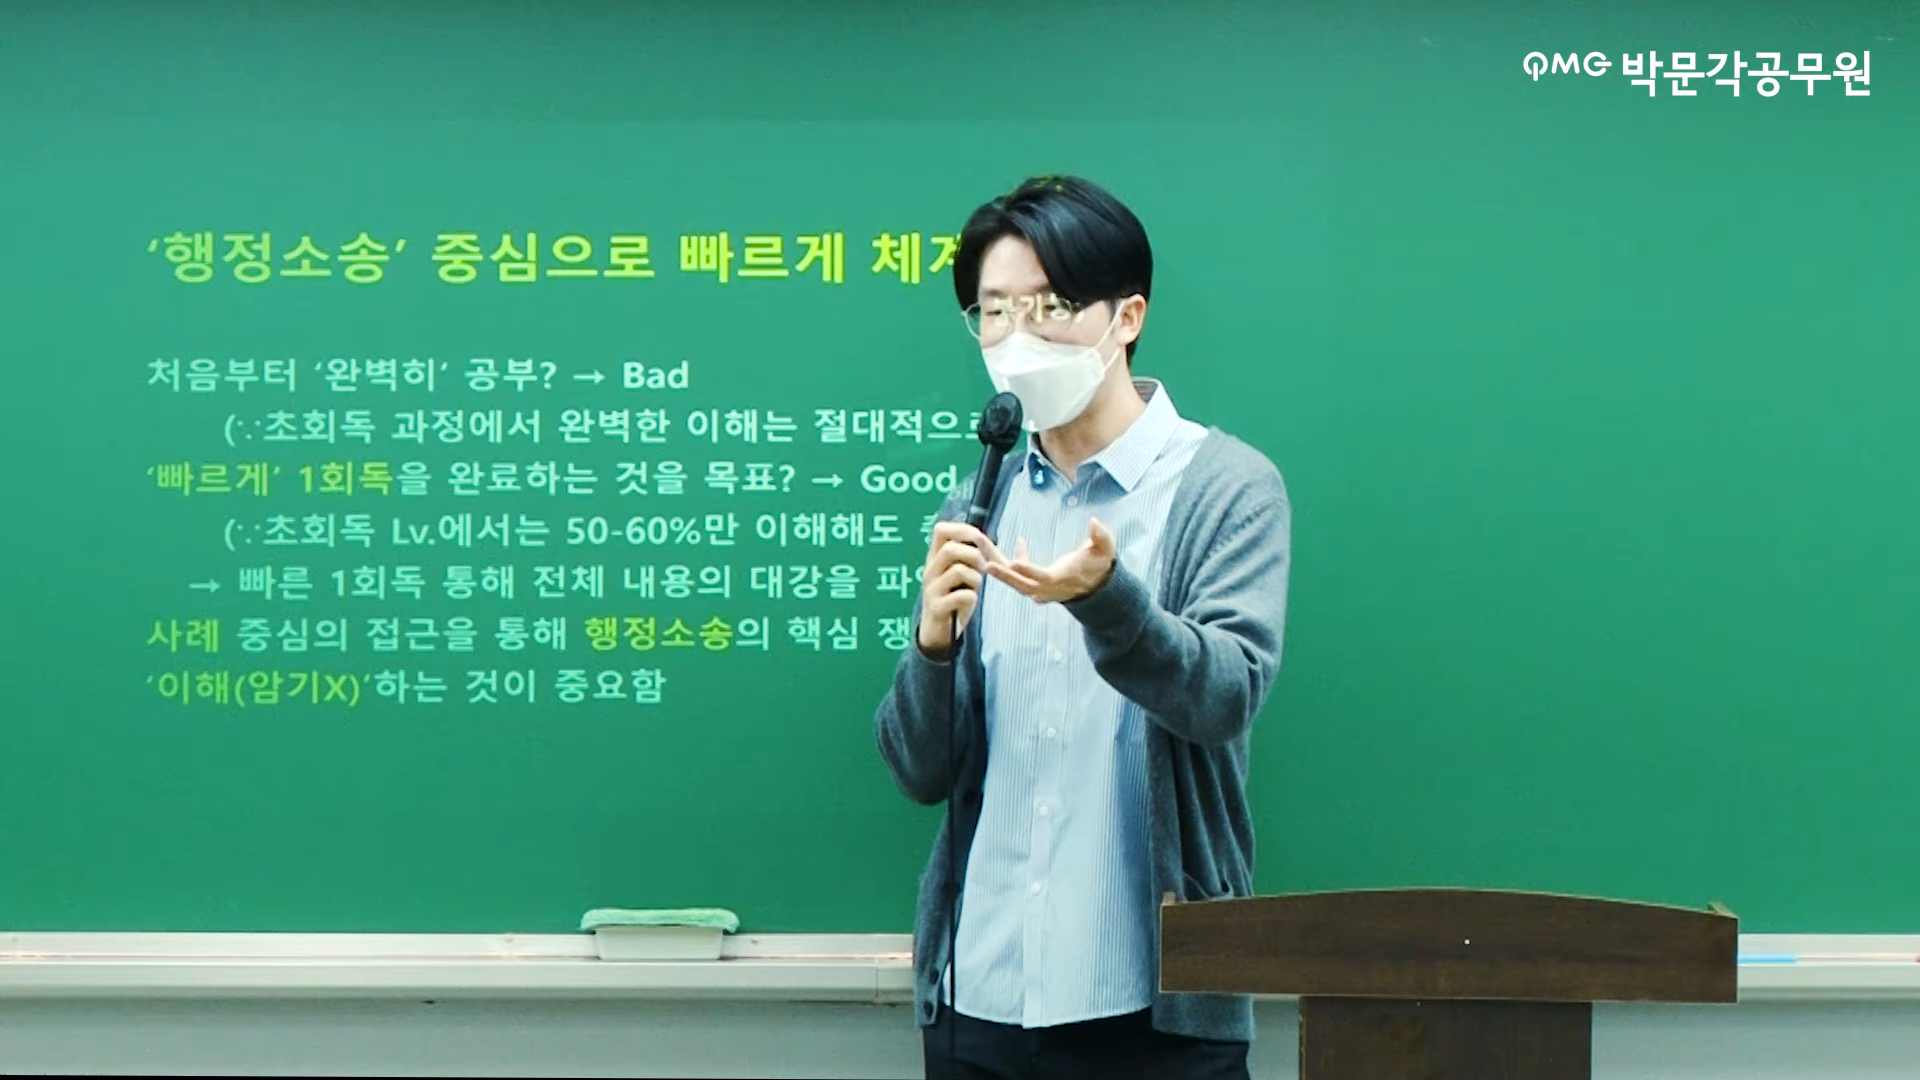 PMG 박문각공무원
‘행정소송’ 중심으로 빠르게
처음부터 ‘완벽히’ 공부? → Bad
(∵초회독 과정에서 완벽한 이해는 절대적으로
‘빠르게’ 1회독을 완료하는 것을 목표? → Good
(∵초회독 Lv.에서는 50-60%만 이해해도
→ 빠른 1회독 통해 전체 내용의 대강을
사례 중심의 접근을 통해 행정소송의 핵심
‘이해(암기X)’하는 것이 중요함